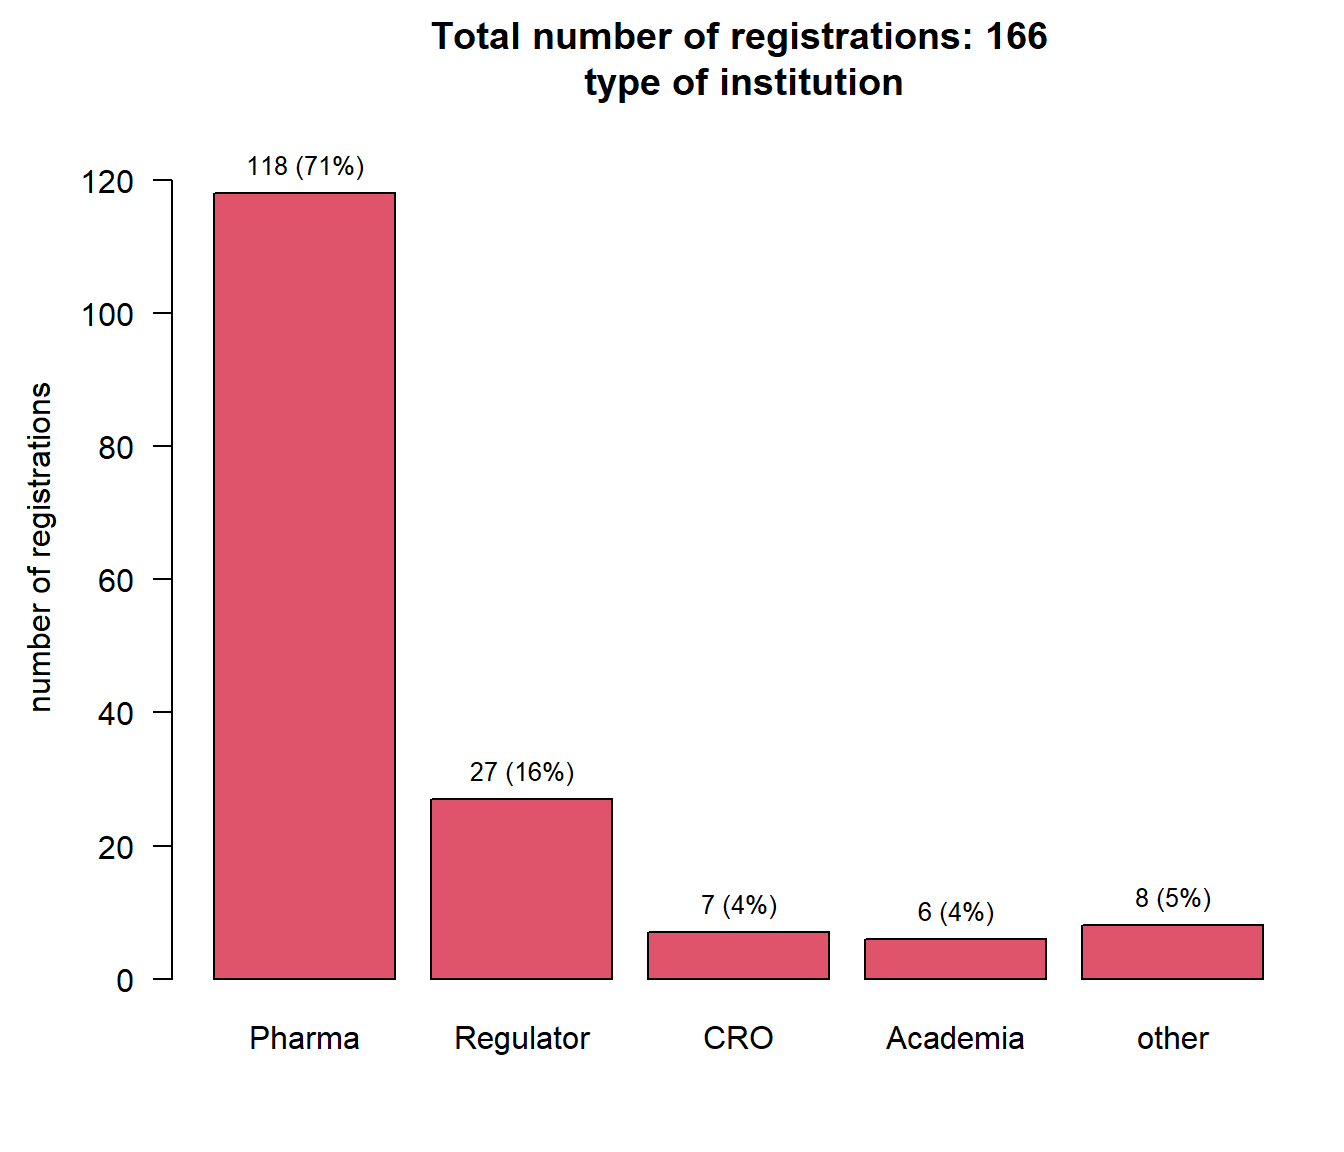 Total number of registrations: 166
type of institution
number of registrations
120
100
80
60
40
20
0
118 (71%)
27 (16%)
7 (4%)
6 (4%)
8 (5%)
Pharma
Regulator
CRO
Academia
other